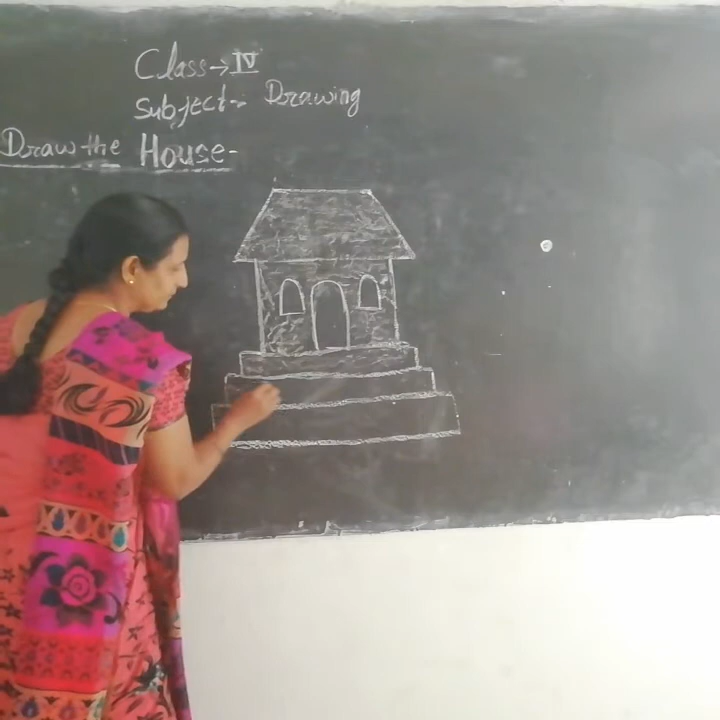 Class→IV
Subject:- Drawing
Draw the House-